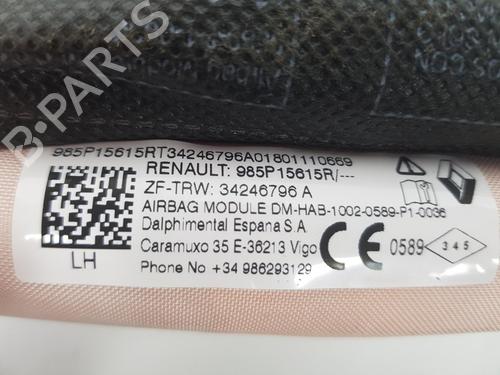 985P15615RT34246796A01801110669
RENAULT: 985P15615R/---
ZF-TRW: 34246796 A
AIRBAG MODULE DM-HAB-1002-0589-P1-0036
Dalphimental Espana S.A
Caramuxo 35 E-36213 Vigo
CE 0589 345
LH
Phone No +34 986293129
B-PARTS